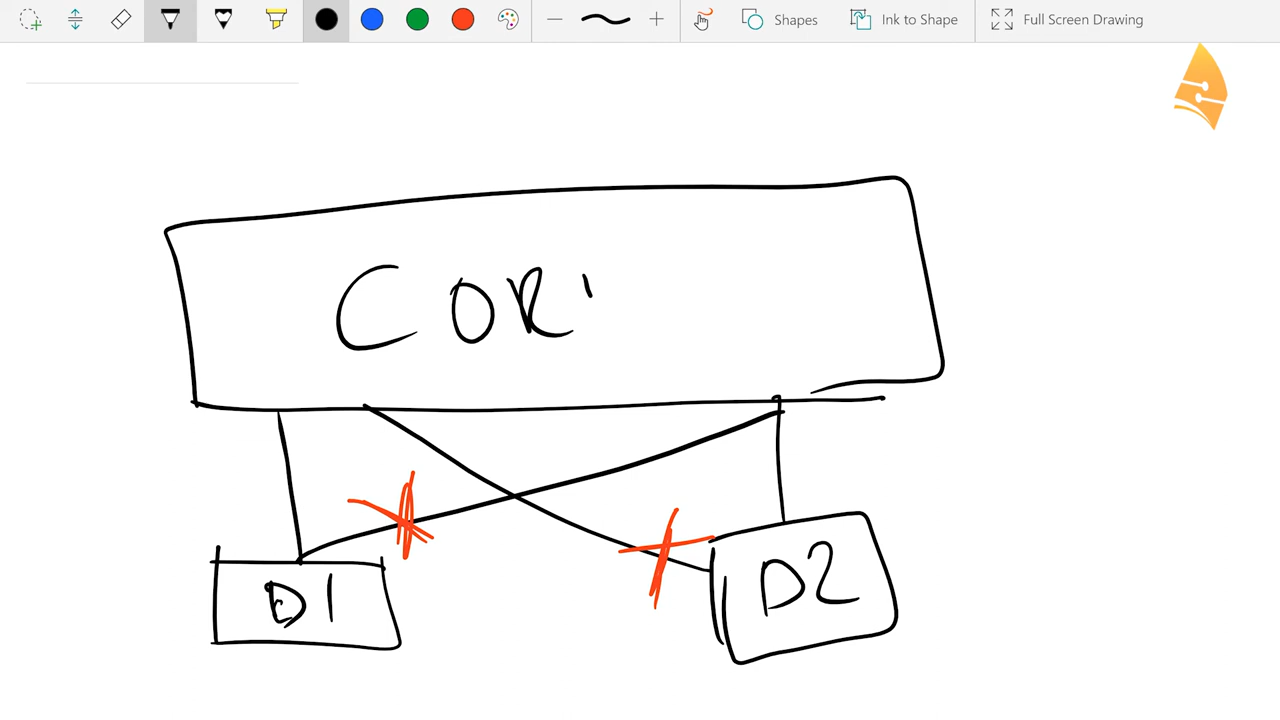 Shapes
Ink to Shape
Full Screen Drawing
COR
D1
D2